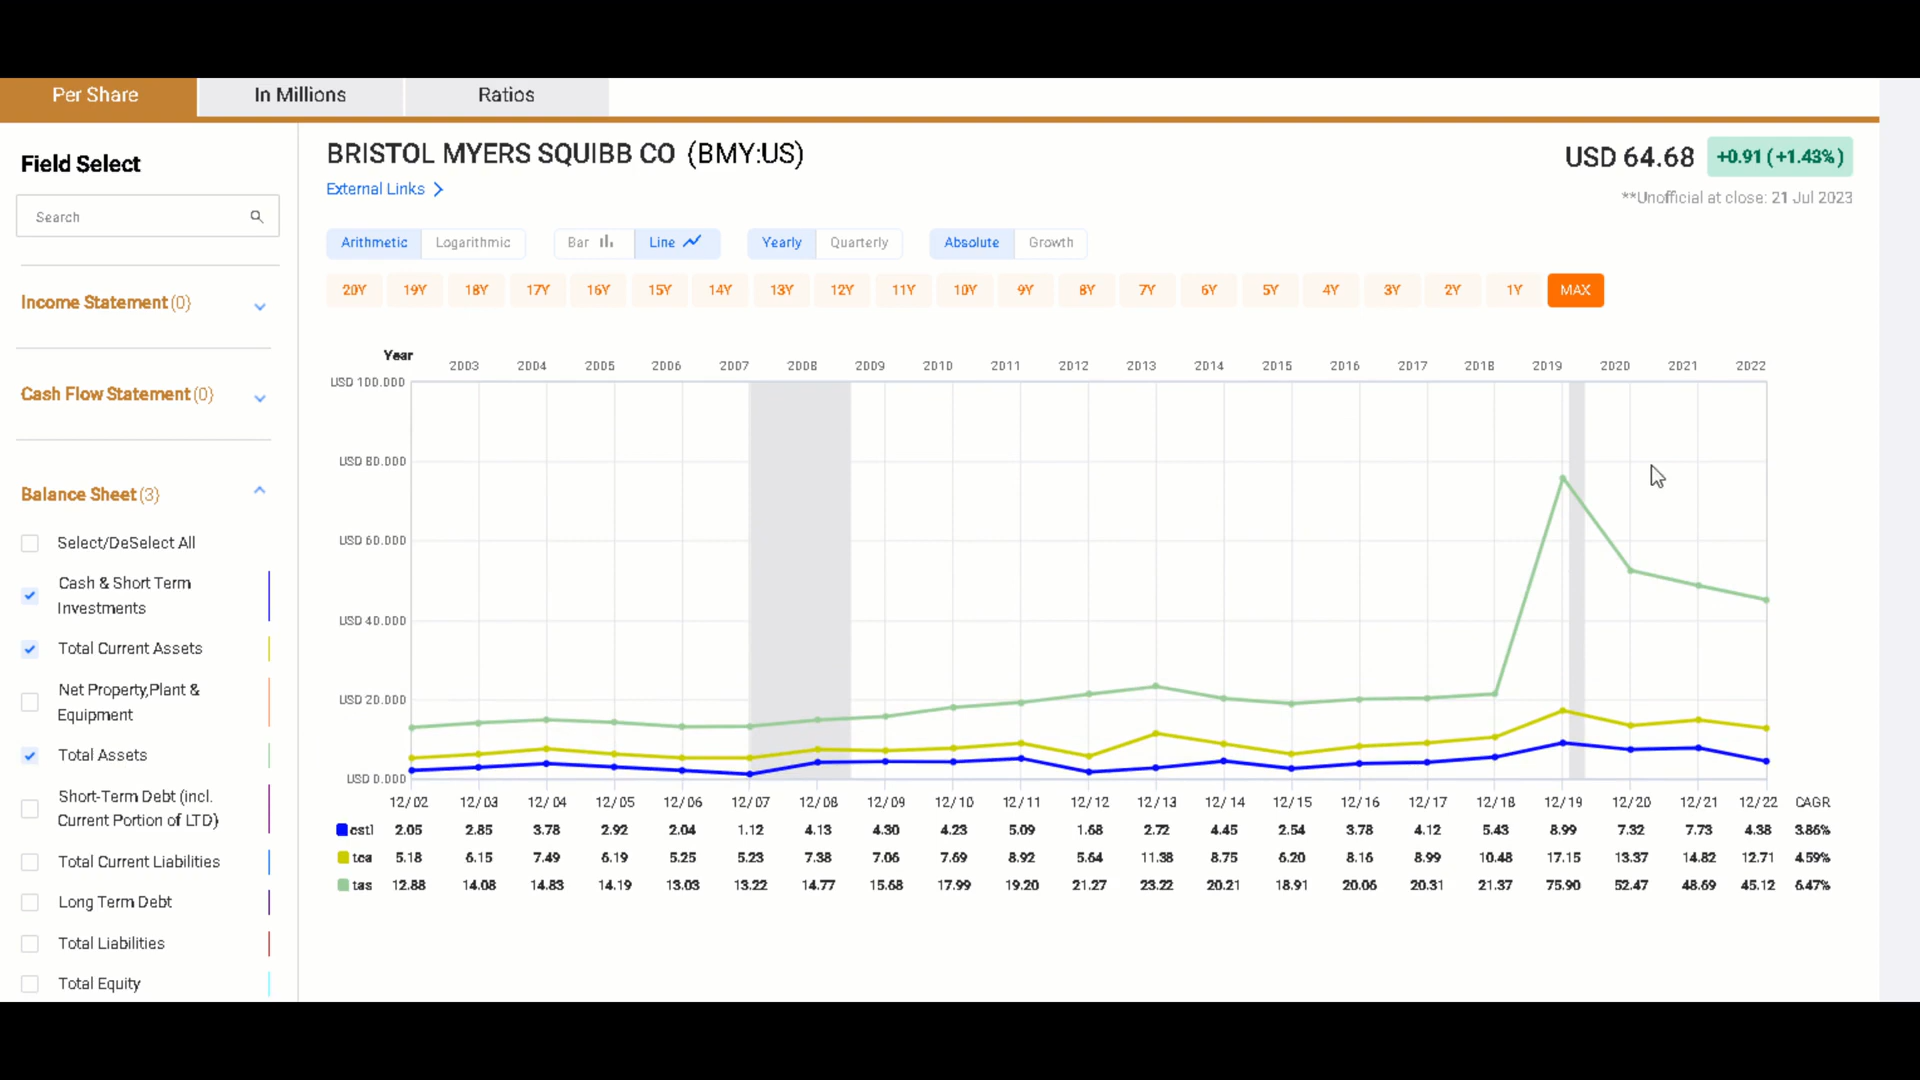 Per Share In Millions Ratios
Field Select
Search
Income Statement (0)
Cash Flow Statement (0)
Balance Sheet (3)
Select/DeSelect All
Cash & Short Term
Investments
Total Current Assets
Net Property,Plant &
Equipment
Total Assets
Short-Term Debt (incl.
Current Portion of LTD)
Total Current Liabilities
Long Term Debt
Total Liabilities
Total Equity
BRISTOL MYERS SQUIBB CO (BMY:US)
External Links
USD 64.68 +0.91 (+1.43%)
**Unofficial at close: 21 Jul 2023
Arithmetic Logarithmic Bar Line Yearly Quarterly Absolute Growth
20Y 19Y 18Y 17Y 16Y 15Y 14Y 13Y 12Y 11Y 10Y 9Y 8Y 7Y 6Y 5Y 4Y 3Y 2Y 1Y MAX
Year 2003 2004 2005 2006 2007 2008 2009 2010 2011 2012 2013 2014 2015 2016 2017 2018 2019 2020 2021 2022
USD 100.000
USD 80.000
USD 60.000
USD 40.000
USD 20.000
USD 0.000
12/02 12/03 12/04 12/05 12/06 12/07 12/08 12/09 12/10 12/11 12/12 12/13 12/14 12/15 12/16 12/17 12/18 12/19 12/20 12/21 12/22 CAGR
cstl 2.05 2.85 3.78 2.92 2.04 1.12 4.13 4.30 4.23 5.09 1.68 2.72 4.45 2.54 3.78 4.12 5.43 8.99 7.32 7.73 4.38 3.86%
tca 5.18 6.15 7.49 6.19 5.25 5.23 7.38 7.06 7.69 8.92 5.64 11.38 8.75 6.20 8.16 8.99 10.48 17.15 13.37 14.82 12.71 4.59%
tas 12.88 14.08 14.83 14.19 13.03 13.22 14.77 15.68 17.99 19.20 21.27 23.22 20.21 18.91 20.06 20.31 21.37 75.90 52.47 48.69 45.12 6.47%